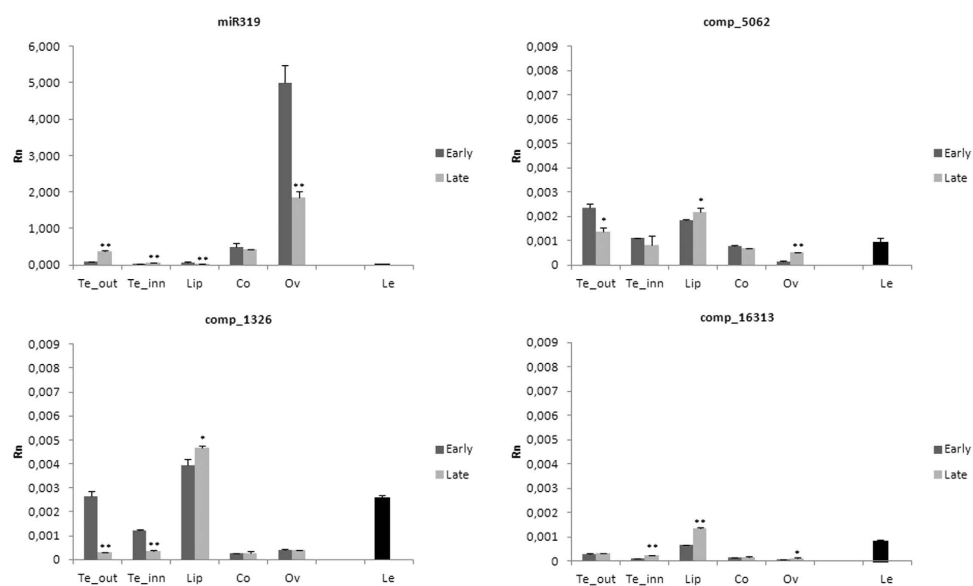 miR319
6,000
5,000
4,000
3,000
2,000
1,000
0,000
Rn
** ** ** **
Te_out Te_inn Lip Co Ov Le
Early
Late
comp_5062
0,009
0,008
0,007
0,006
0,005
0,004
0,003
0,002
0,001
0,000
Rn
* * **
Te_out Te_inn Lip Co Ov Le
Early
Late
comp_1326
0,009
0,008
0,007
0,006
0,005
0,004
0,003
0,002
0,001
0
Rn
** ** *
Te_out Te_inn Lip Co Ov Le
Early
Late
comp_16313
0,009
0,008
0,007
0,006
0,005
0,004
0,003
0,002
0,001
0
Rn
** ** *
Te_out Te_inn Lip Co Ov Le
Early
Late